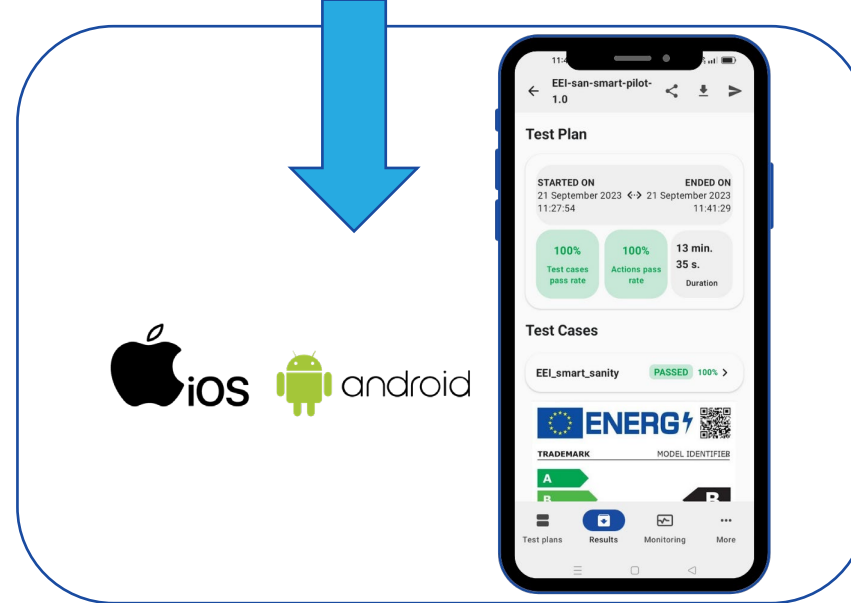 EEI-san-smart-pilot-
1.0
Test Plan
STARTED ON
ENDED ON
21 September 2023 <·> 21 September 2023
11:27:54
11:41:29
100%
Test cases
pass rate
100%
Actions pass
rate
13 min.
35 s.
Duration
Test Cases
EEI_smart_sanity PASSED 100%
iOS
android
ENERG
TRADEMARK
MODEL IDENTIFIER
A
B
B
Test plans
Results
Monitoring
More